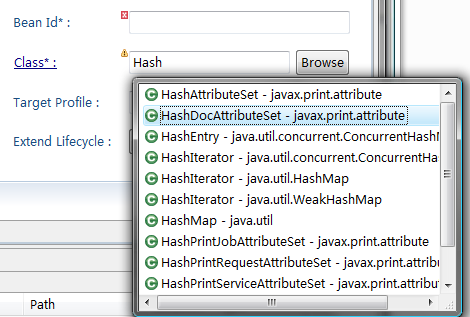 Bean Id* :
Class* : Hash Browse
HashAttributeSet - javax.print.attribute
Target Profile :
HashDocAttributeSet - javax.print.attribute
HashEntry - java.util.concurrent.ConcurrentHash
Extend Lifecycle :
HashIterator - java.util.concurrent.ConcurrentHa
HashIterator - java.util.HashMap
HashIterator - java.util.WeakHashMap
HashMap - java.util
HashPrintJobAttributeSet - javax.print.attribute
HashPrintRequestAttributeSet - javax.print.attribu
HashPrintServiceAttributeSet - javax.print.attribut
Path